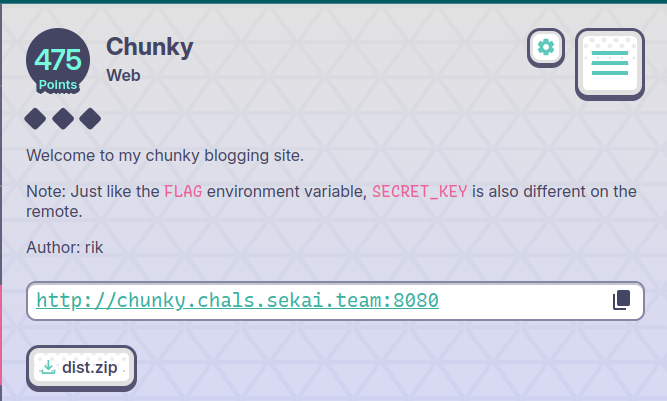 475
Points
Chunky
Web
Welcome to my chunky blogging site.
Note: Just like the FLAG environment variable, SECRET_KEY is also different on the
remote.
Author: rik
http://chunky.chals.sekai.team:8080
dist.zip